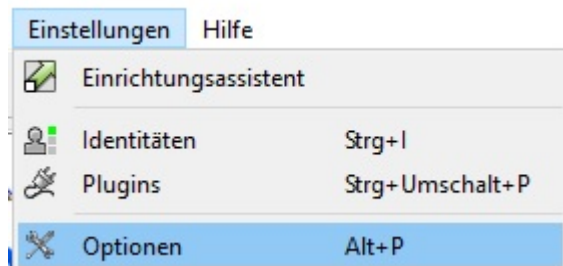 Einstellungen Hilfe
Einrichtungsassistent
Identitäten Strg+I
Plugins Strg+Umschalt+P
Optionen Alt+P